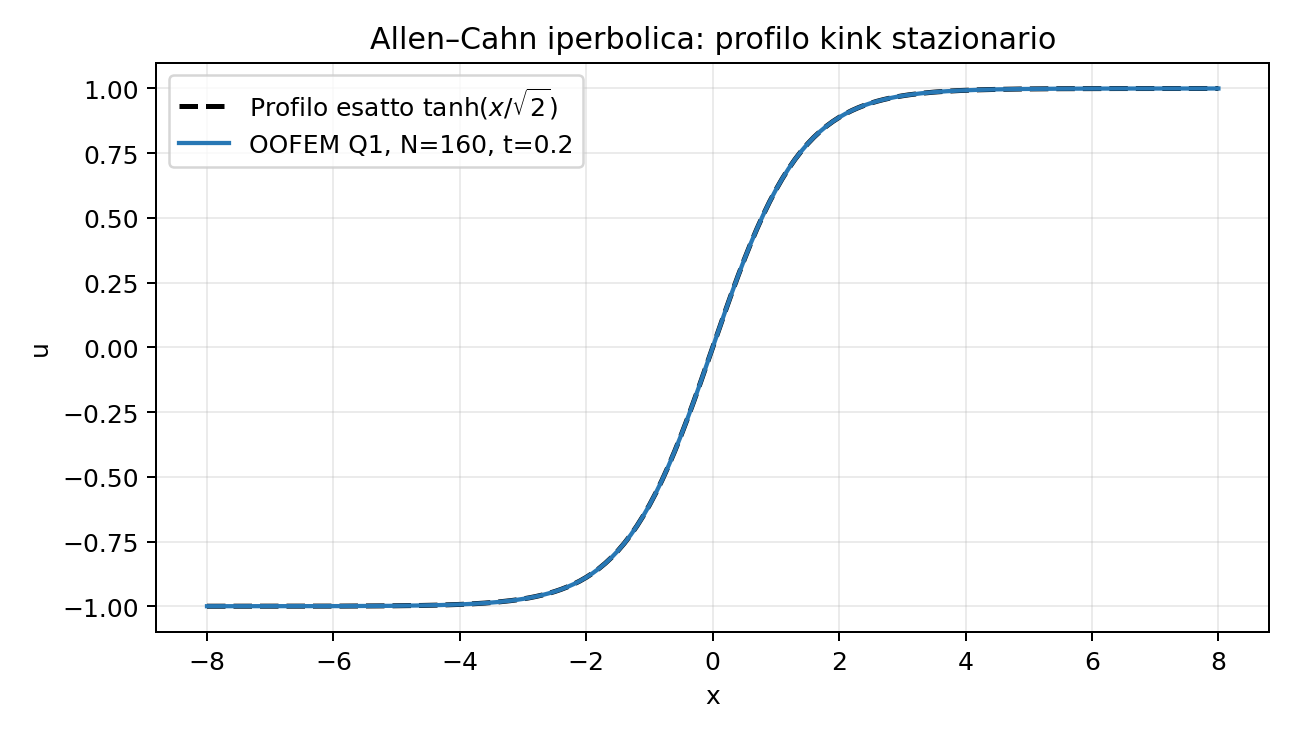 Allen–Cahn iperbolica: profilo kink stazionario
Profilo esatto tanh(x/√2)
OOFEM Q1, N=160, t=0.2
1.00
0.75
0.50
0.25
0.00
−0.25
−0.50
−0.75
−1.00
u
−8 −6 −4 −2 0 2 4 6 8
x